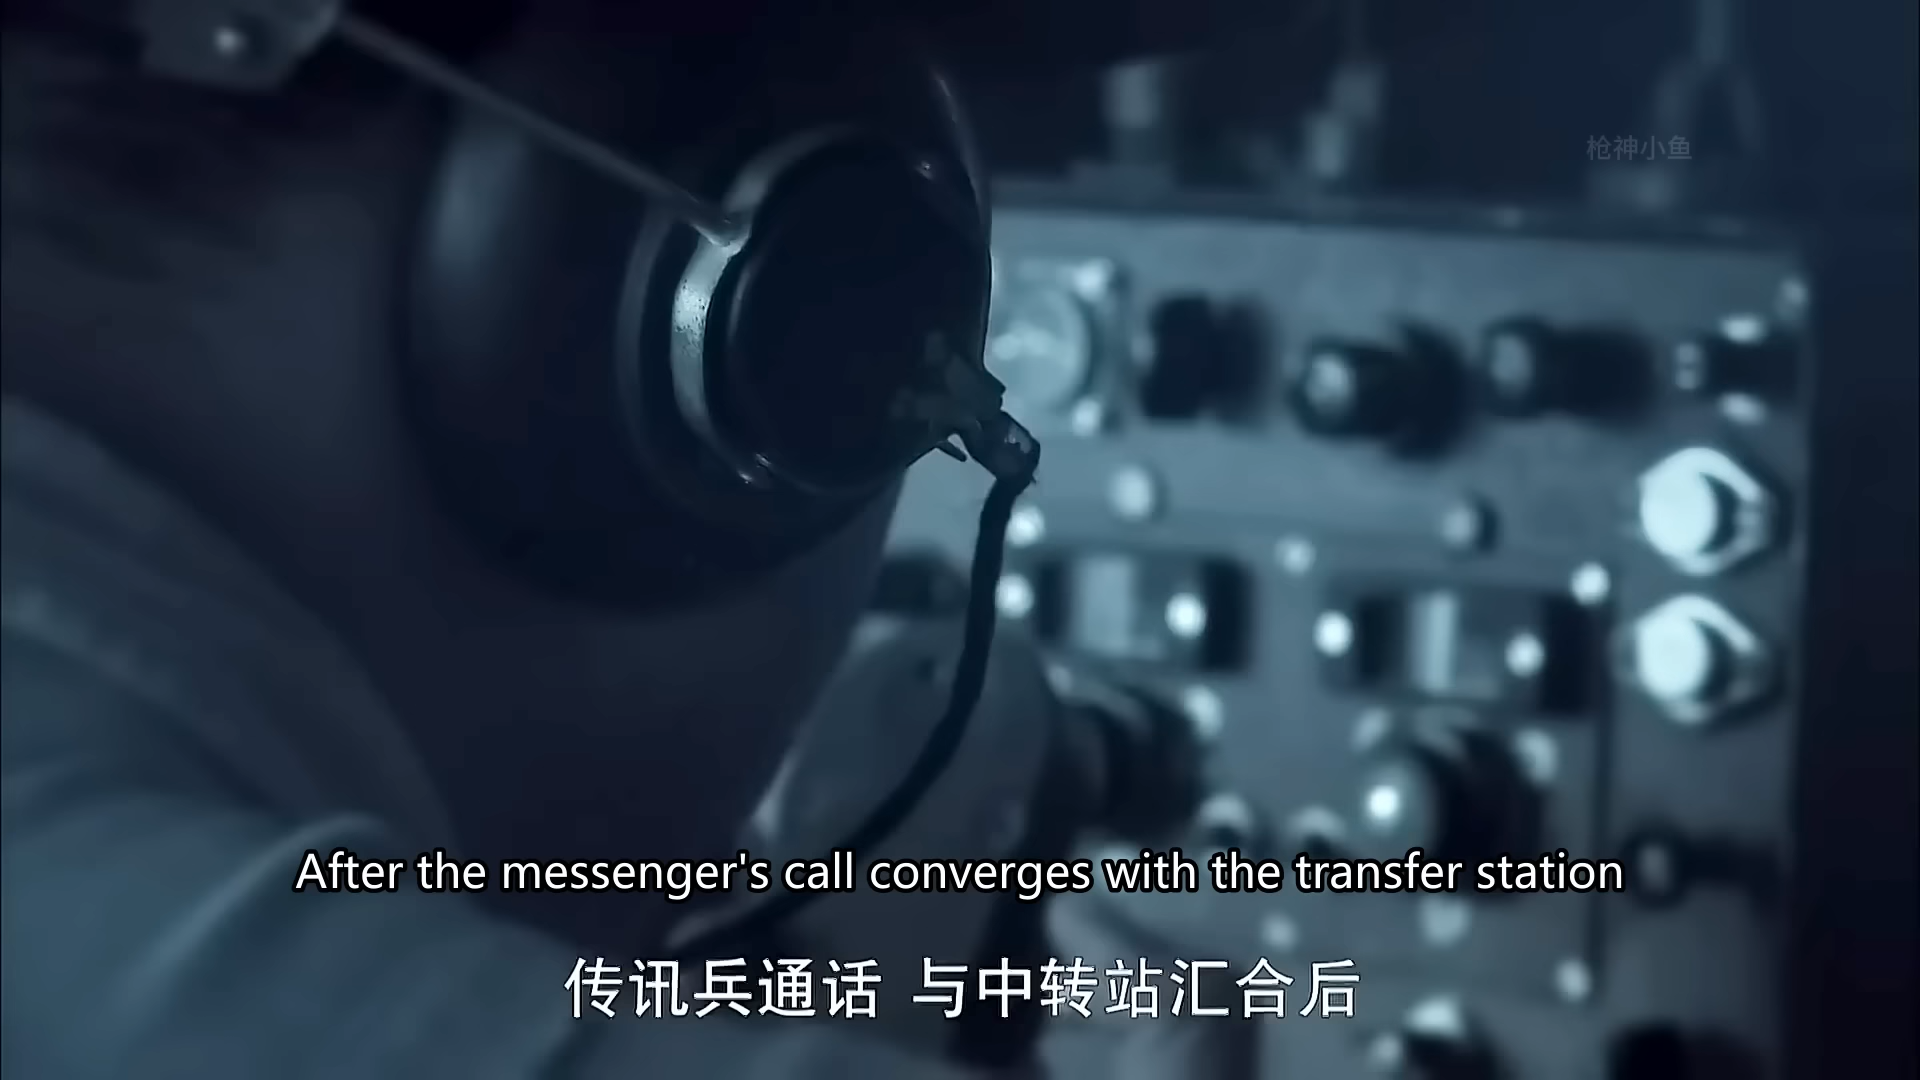 枪神小鱼
After the messenger's call converges with the transfer station
传讯兵通话 与中转站汇合后